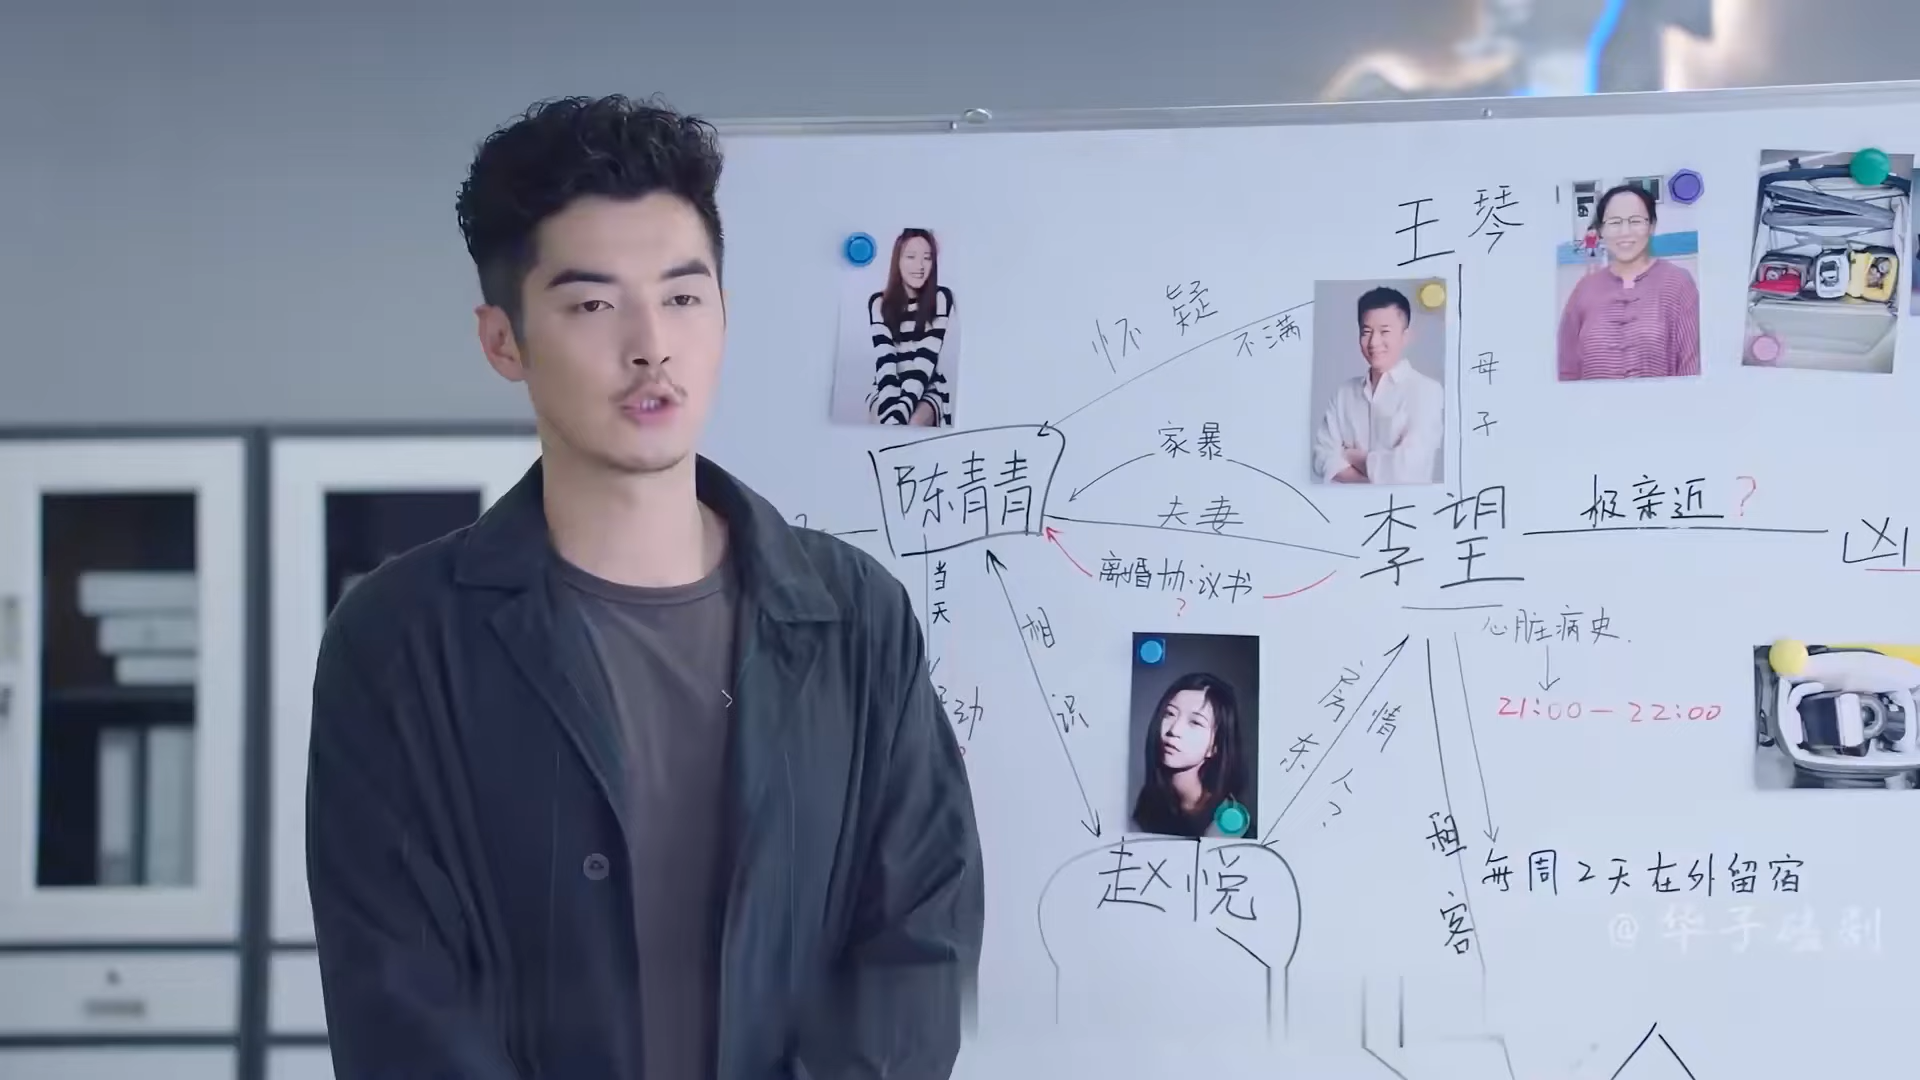 王琴
怀疑
不满
母子
家暴
陈青青
夫妻
李望
极亲近?
凶
离婚协议书
?
当天
相识
心脏病史.
21:00-22:00
房东
情人?
动
赵悦
租客
每周2天在外留宿
@华子磕剧